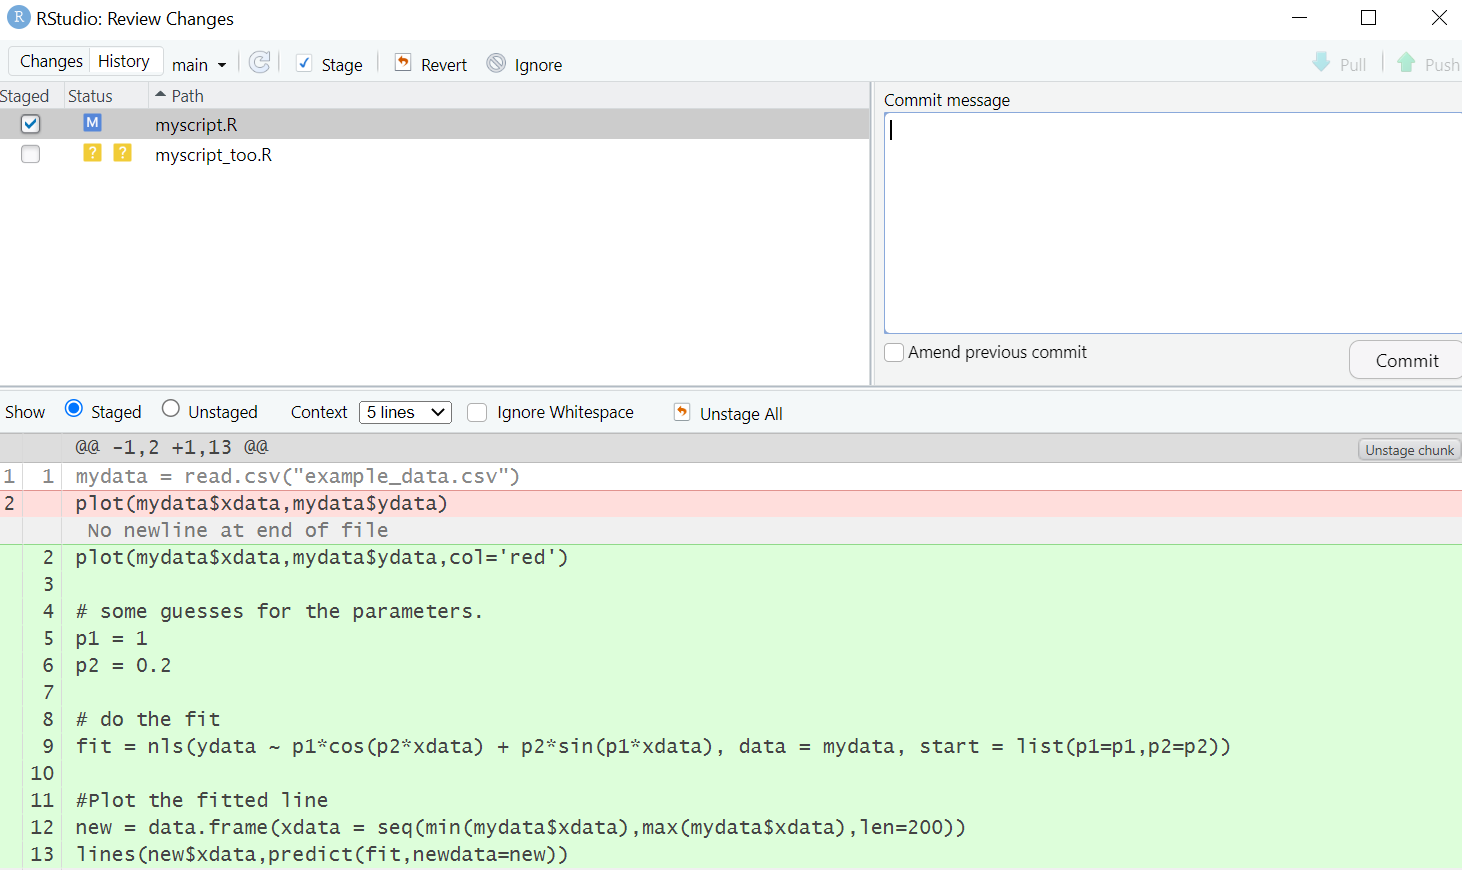 R RStudio: Review Changes
Changes History main Stage Revert Ignore Pull Push
Staged Status Path
M myscript.R
? ? myscript_too.R
Commit message
Amend previous commit
Commit
Show Staged Unstaged Context 5 lines Ignore Whitespace Unstage All
@@ -1,2 +1,13 @@ Unstage chunk
1 1 mydata = read.csv("example_data.csv")
2 plot(mydata$xdata,mydata$ydata)
No newline at end of file
2 plot(mydata$xdata,mydata$ydata,col='red')
3
4 # some guesses for the parameters.
5 p1 = 1
6 p2 = 0.2
7
8 # do the fit
9 fit = nls(ydata ~ p1*cos(p2*xdata) + p2*sin(p1*xdata), data = mydata, start = list(p1=p1,p2=p2))
10
11 #Plot the fitted line
12 new = data.frame(xdata = seq(min(mydata$xdata),max(mydata$xdata),len=200))
13 lines(new$xdata,predict(fit,newdata=new))